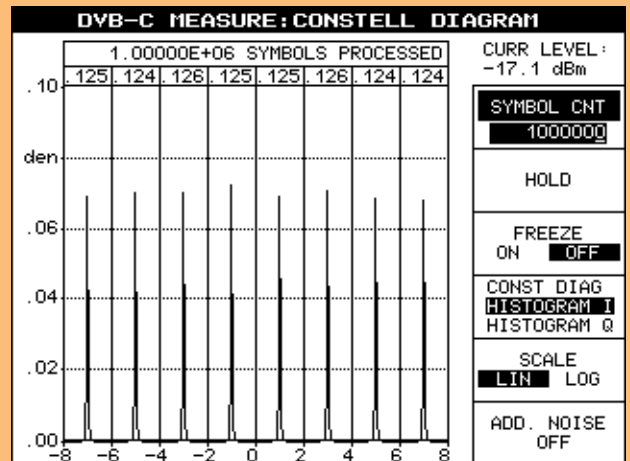 DVB-C MEASURE:CONSTELL DIAGRAM
1.00000E+06 SYMBOLS PROCESSED
.125 .124 .126 .125 .125 .126 .124 .124
.10
den
.06
.04
.02
.00
-8 -6 -4 -2 0 2 4 6 8
CURR LEVEL:
-17.1 dBm
SYMBOL CNT
1000000
HOLD
FREEZE
ON OFF
CONST DIAG
HISTOGRAM I
HISTOGRAM Q
SCALE
LIN LOG
ADD. NOISE
OFF